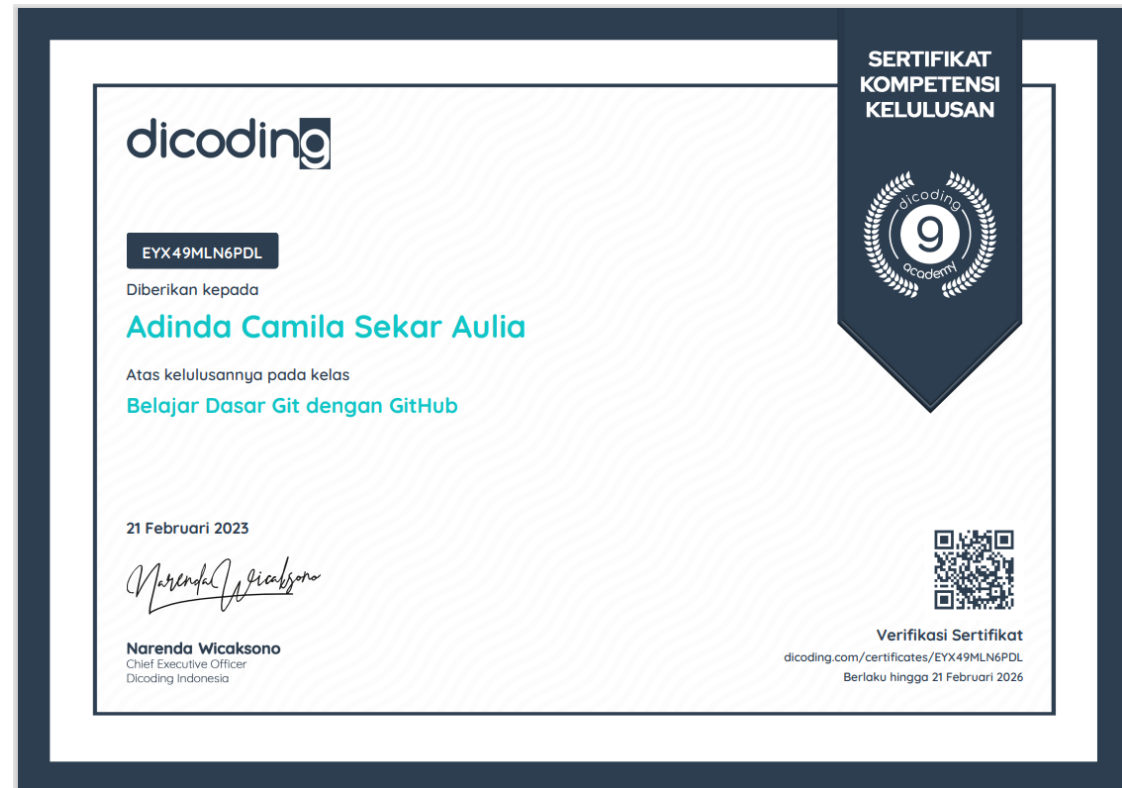 SERTIFIKAT
KOMPETENSI
KELULUSAN
dicoding
dicoding
9
academy
EYX49MLN6PDL
Diberikan kepada
Adinda Camila Sekar Aulia
Atas kelulusannya pada kelas
Belajar Dasar Git dengan GitHub
21 Februari 2023
Narenda Wicaksono
Narenda Wicaksono
Chief Executive Officer
Dicoding Indonesia
Verifikasi Sertifikat
dicoding.com/certificates/EYX49MLN6PDL
Berlaku hingga 21 Februari 2026